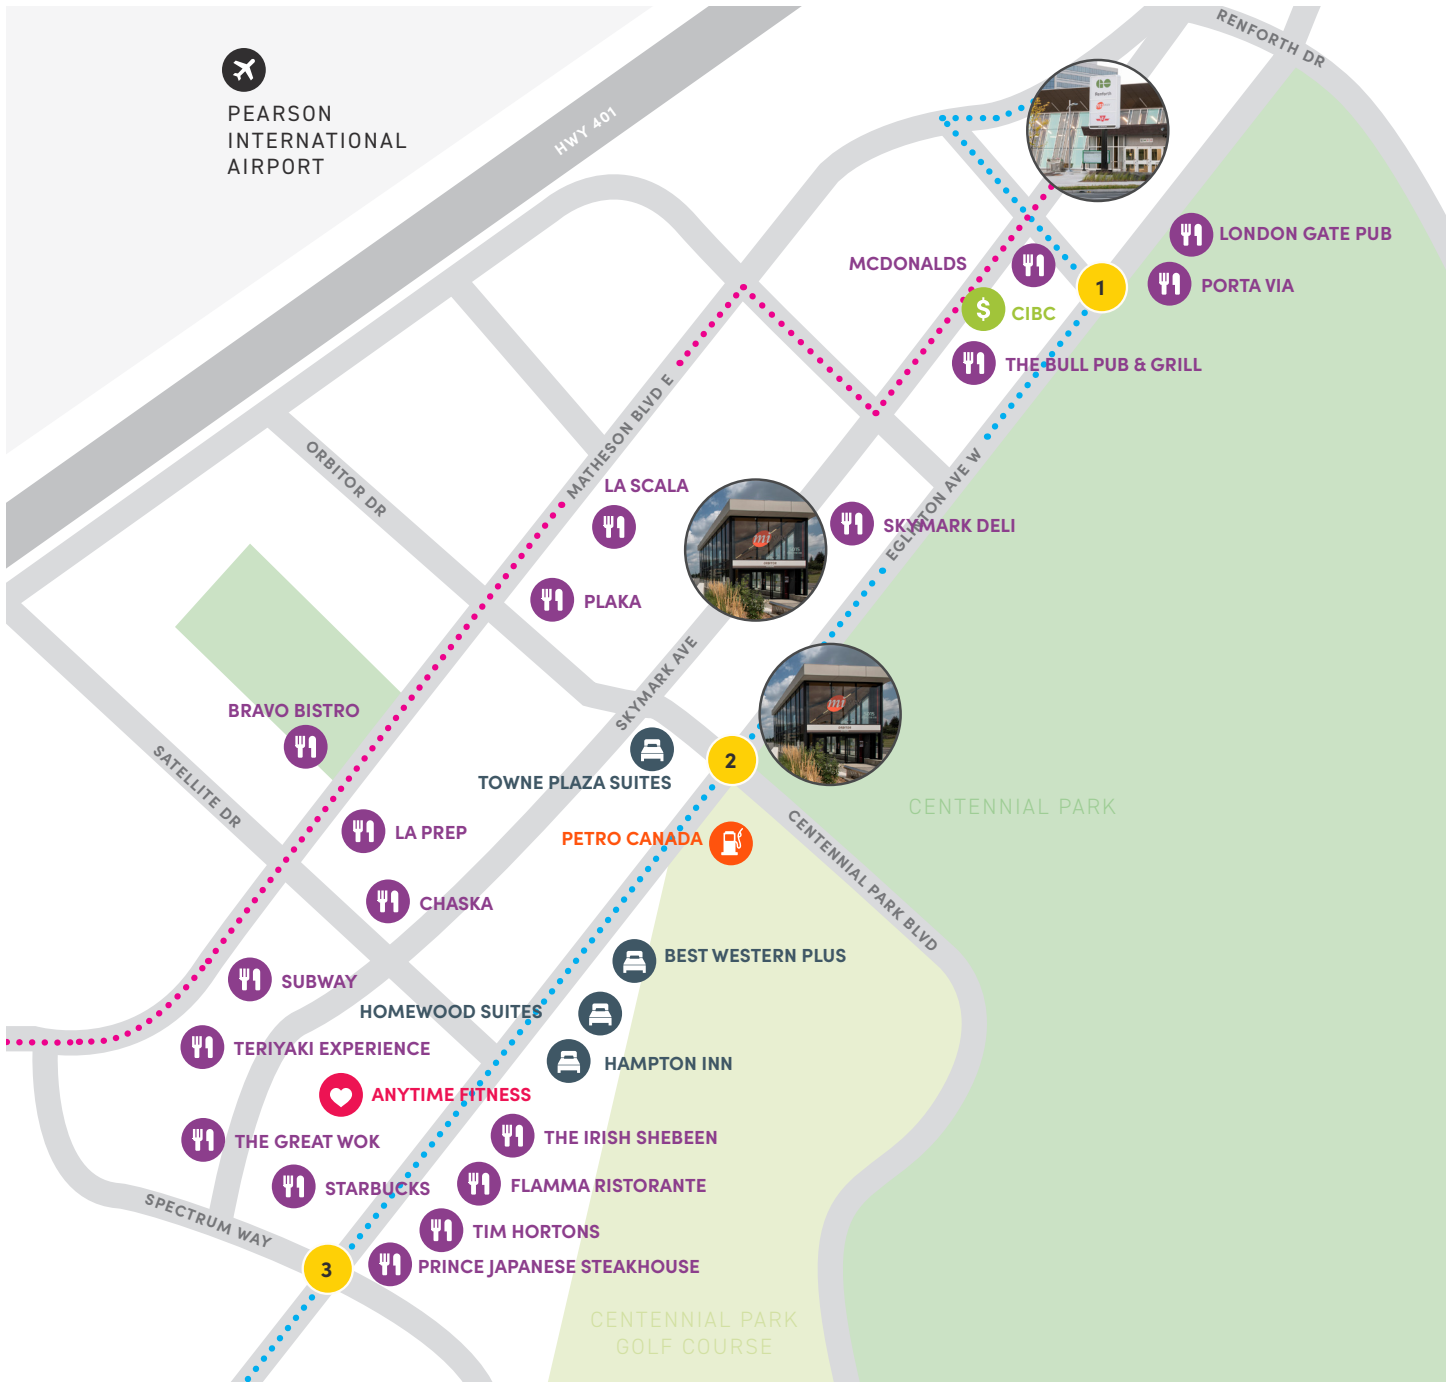 RENFORTH DR
PEARSON
INTERNATIONAL
AIRPORT
HWY 401
GO
Renforth
LONDON GATE PUB
MCDONALDS
PORTA VIA
1
$
CIBC
THE BULL PUB & GRILL
MATHESON BLVD E
ORBITOR DR
LA SCALA
EGLINTON AVE W
SKYMARK DELI
mi
PLAKA
SKYMARK AVE
mi
BRAVO BISTRO
SATELLITE DR
2
TOWNE PLAZA SUITES
CENTENNIAL PARK
LA PREP
PETRO CANADA
CENTENNIAL PARK BLVD
CHASKA
BEST WESTERN PLUS
SUBWAY
HOMEWOOD SUITES
TERIYAKI EXPERIENCE
HAMPTON INN
ANYTIME FITNESS
THE GREAT WOK
THE IRISH SHEBEEN
STARBUCKS
FLAMMA RISTORANTE
SPECTRUM WAY
TIM HORTONS
3
PRINCE JAPANESE STEAKHOUSE
CENTENNIAL PARK
GOLF COURSE